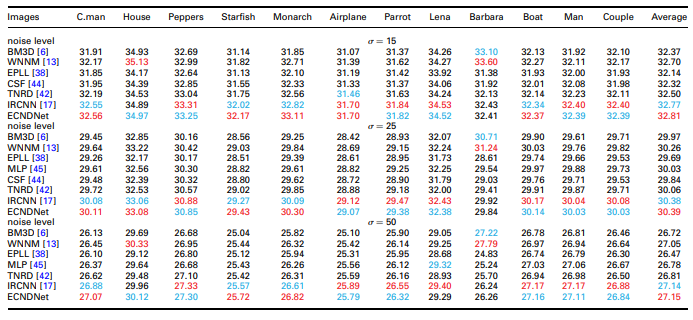 Images C.man House Peppers Starfish Monarch Airplane Parrot Lena Barbara Boat Man Couple Average
noise level σ = 15
BM3D [6] 31.91 34.93 32.69 31.14 31.85 31.07 31.37 34.26 33.10 32.13 31.92 32.10 32.37
WNNM [13] 32.17 35.13 32.99 31.82 32.71 31.39 31.62 34.27 33.60 32.27 32.11 32.17 32.70
EPLL [38] 31.85 34.17 32.64 31.13 32.10 31.19 31.42 33.92 31.38 31.93 32.00 31.93 32.14
CSF [44] 31.95 34.39 32.85 31.55 32.33 31.33 31.37 34.06 31.92 32.01 32.08 31.98 32.32
TNRD [42] 32.19 34.53 33.04 31.75 32.56 31.46 31.63 34.24 32.13 32.14 32.23 32.11 32.50
IRCNN [17] 32.55 34.89 33.31 32.02 32.82 31.70 31.84 34.53 32.43 32.34 32.40 32.40 32.77
ECNDNet 32.56 34.97 33.25 32.17 33.11 31.70 31.82 34.52 32.41 32.37 32.39 32.39 32.81
noise level σ = 25
BM3D [6] 29.45 32.85 30.16 28.56 29.25 28.42 28.93 32.07 30.71 29.90 29.61 29.71 29.97
WNNM [13] 29.64 33.22 30.42 29.03 29.84 28.69 29.15 32.24 31.24 30.03 29.76 29.82 30.26
EPLL [38] 29.26 32.17 30.17 28.51 29.39 28.61 28.95 31.73 28.61 29.74 29.66 29.53 29.69
MLP [45] 29.61 32.56 30.30 28.82 29.61 28.82 29.25 32.25 29.54 29.97 29.88 29.73 30.03
CSF [44] 29.48 32.39 30.32 28.80 29.62 28.72 28.90 31.79 29.03 29.76 29.71 29.53 29.84
TNRD [42] 29.72 32.53 30.57 29.02 29.85 28.88 29.18 32.00 29.41 29.91 29.87 29.71 30.06
IRCNN [17] 30.08 33.06 30.88 29.27 30.09 29.12 29.47 32.43 29.92 30.17 30.04 30.08 30.38
ECNDNet 30.11 33.08 30.85 29.43 30.30 29.07 29.38 32.38 29.84 30.14 30.03 30.03 30.39
noise level σ = 50
BM3D [6] 26.13 29.69 26.68 25.04 25.82 25.10 25.90 29.05 27.22 26.78 26.81 26.46 26.72
WNNM [13] 26.45 30.33 26.95 25.44 26.32 25.42 26.14 29.25 27.79 26.97 26.94 26.64 27.05
EPLL [38] 26.10 29.12 26.80 25.12 25.94 25.31 25.95 28.68 24.83 26.74 26.79 26.30 26.47
MLP [45] 26.37 29.64 26.68 25.43 26.26 25.56 26.12 29.32 25.24 27.03 27.06 26.67 26.78
TNRD [42] 26.62 29.48 27.10 25.42 26.31 25.59 26.16 28.93 25.70 26.94 26.98 26.50 26.81
IRCNN [17] 26.88 29.96 27.33 25.57 26.61 25.89 26.55 29.40 26.24 27.17 27.17 26.88 27.14
ECNDNet 27.07 30.12 27.30 25.72 26.82 25.79 26.32 29.29 26.26 27.16 27.11 26.84 27.15